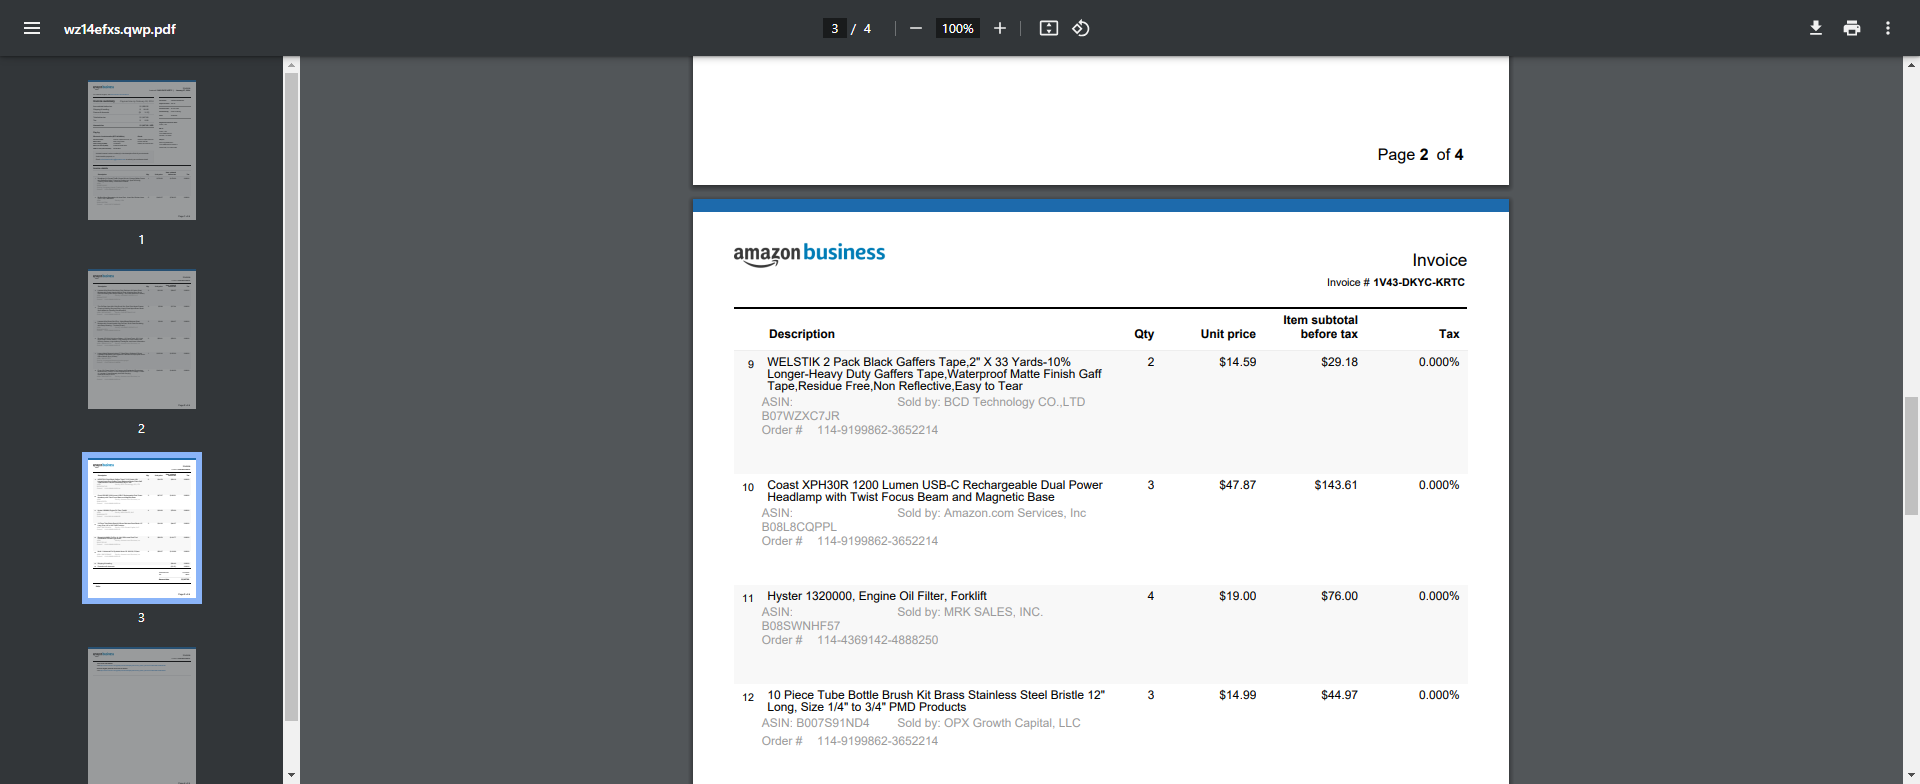 wz14efxs.qwp.pdf
3 / 4
100%
1
2
3
Page 2 of 4
amazon business
Invoice
Invoice # 1V43-DKYC-KRTC
Description Qty Unit price Item subtotal before tax Tax
9 WELSTIK 2 Pack Black Gaffers Tape,2" X 33 Yards-10% 2 $14.59 $29.18 0.000%
Longer-Heavy Duty Gaffers Tape,Waterproof Matte Finish Gaff
Tape,Residue Free,Non Reflective,Easy to Tear
ASIN: Sold by: BCD Technology CO.,LTD
B07WZXC7JR
Order # 114-9199862-3652214
10 Coast XPH30R 1200 Lumen USB-C Rechargeable Dual Power 3 $47.87 $143.61 0.000%
Headlamp with Twist Focus Beam and Magnetic Base
ASIN: Sold by: Amazon.com Services, Inc
B08L8CQPPL
Order # 114-9199862-3652214
11 Hyster 1320000, Engine Oil Filter, Forklift 4 $19.00 $76.00 0.000%
ASIN: Sold by: MRK SALES, INC.
B08SWNHF57
Order # 114-4369142-4888250
12 10 Piece Tube Bottle Brush Kit Brass Stainless Steel Bristle 12" 3 $14.99 $44.97 0.000%
Long, Size 1/4" to 3/4" PMD Products
ASIN: B007S91ND4 Sold by: OPX Growth Capital, LLC
Order # 114-9199862-3652214